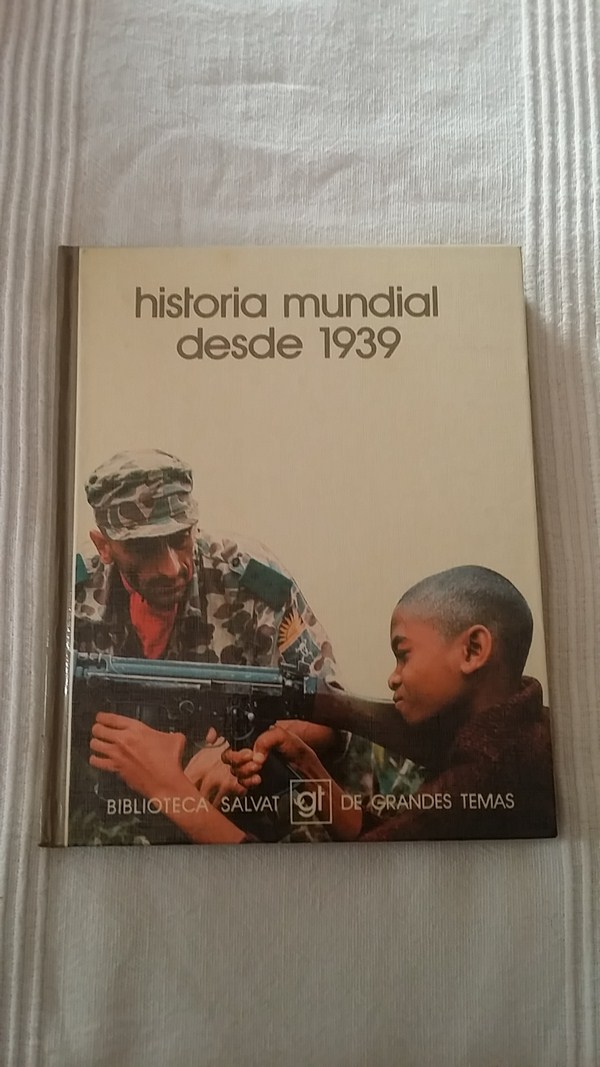 historia mundial
desde 1939
BIBLIOTECA SALVAT gt DE GRANDES TEMAS